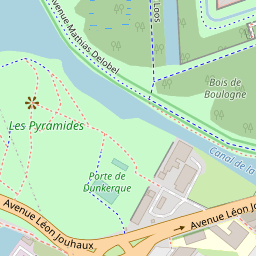 Avenue Mathias Delobel
Loos
Bois de
Boulogne
Les Pyramides
Canal de la
Porte de
Dunkerque
Avenue Léon Jouhaux
Avenue Léon Jou